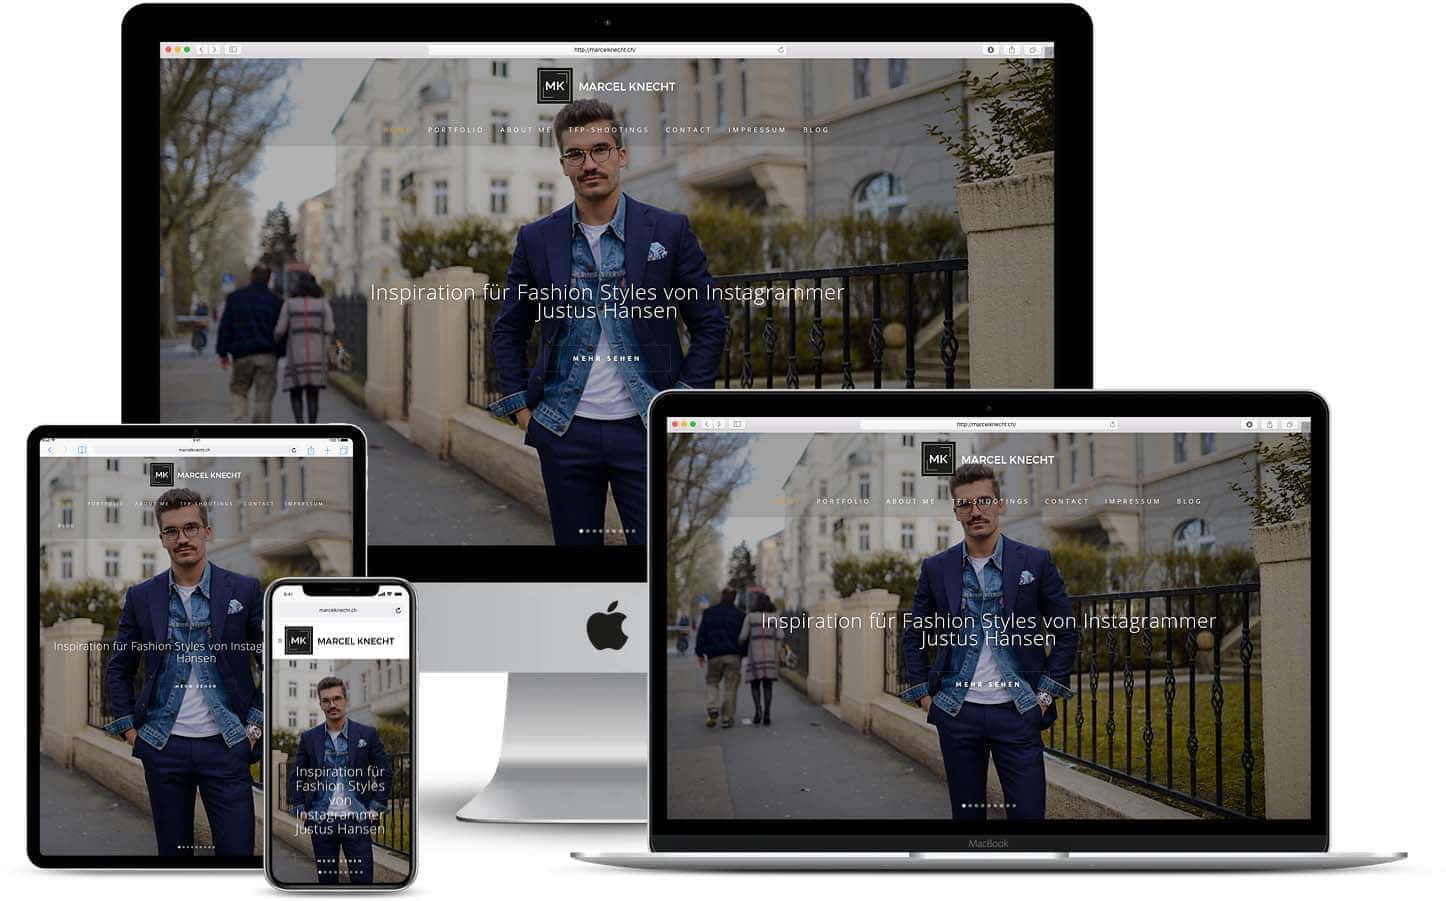 http://marcelknecht.ch/
MK MARCEL KNECHT
HOME PORTFOLIO ABOUT ME TFP-SHOOTINGS CONTACT IMPRESSUM BLOG
Inspiration für Fashion Styles von Instagrammer
Justus Hansen
MEHR SEHEN
marcelknecht.ch
MK MARCEL KNECHT
PORTFOLIO ABOUT ME TFP-SHOOTINGS CONTACT IMPRESSUM
BLOG
Inspiration für Fashion Styles von Instag
Hansen
MEHR SEHEN
9:41
marcelknecht.ch
MK MARCEL KNECHT
Inspiration für
Fashion Styles
von
Instagrammer
Justus Hansen
MEHR SEHEN
http://marcelknecht.ch/
MK MARCEL KNECHT
HOME PORTFOLIO ABOUT ME TFP-SHOOTINGS CONTACT IMPRESSUM BLOG
Inspiration für Fashion Styles von Instagrammer
Justus Hansen
MEHR SEHEN
MacBook